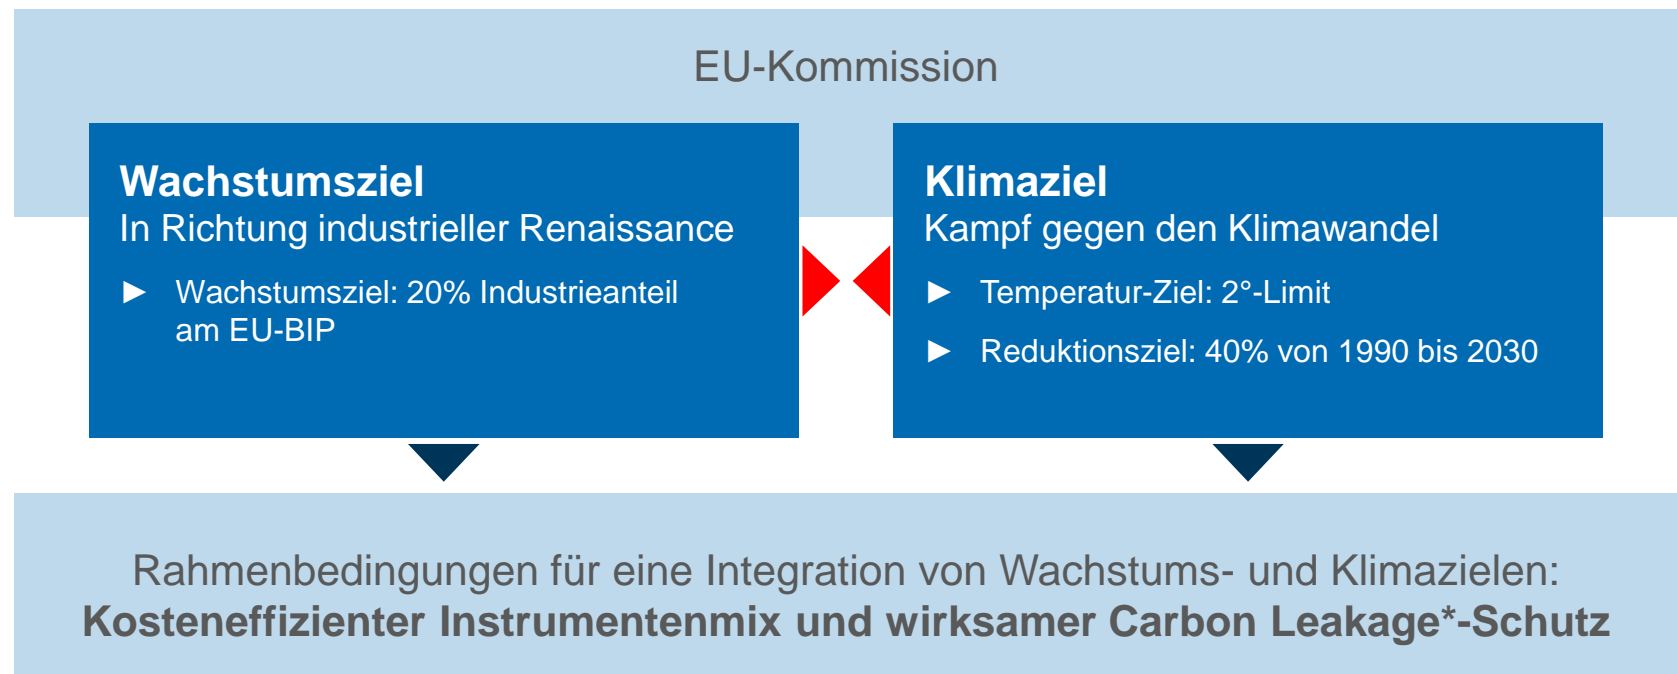 EU-Kommission
Wachstumsziel
In Richtung industrieller Renaissance
► Wachstumsziel: 20% Industrieanteil
am EU-BIP
Klimaziel
Kampf gegen den Klimawandel
► Temperatur-Ziel: 2°-Limit
► Reduktionsziel: 40% von 1990 bis 2030
Rahmenbedingungen für eine Integration von Wachstums- und Klimazielen:
Kosteneffizienter Instrumentenmix und wirksamer Carbon Leakage*-Schutz